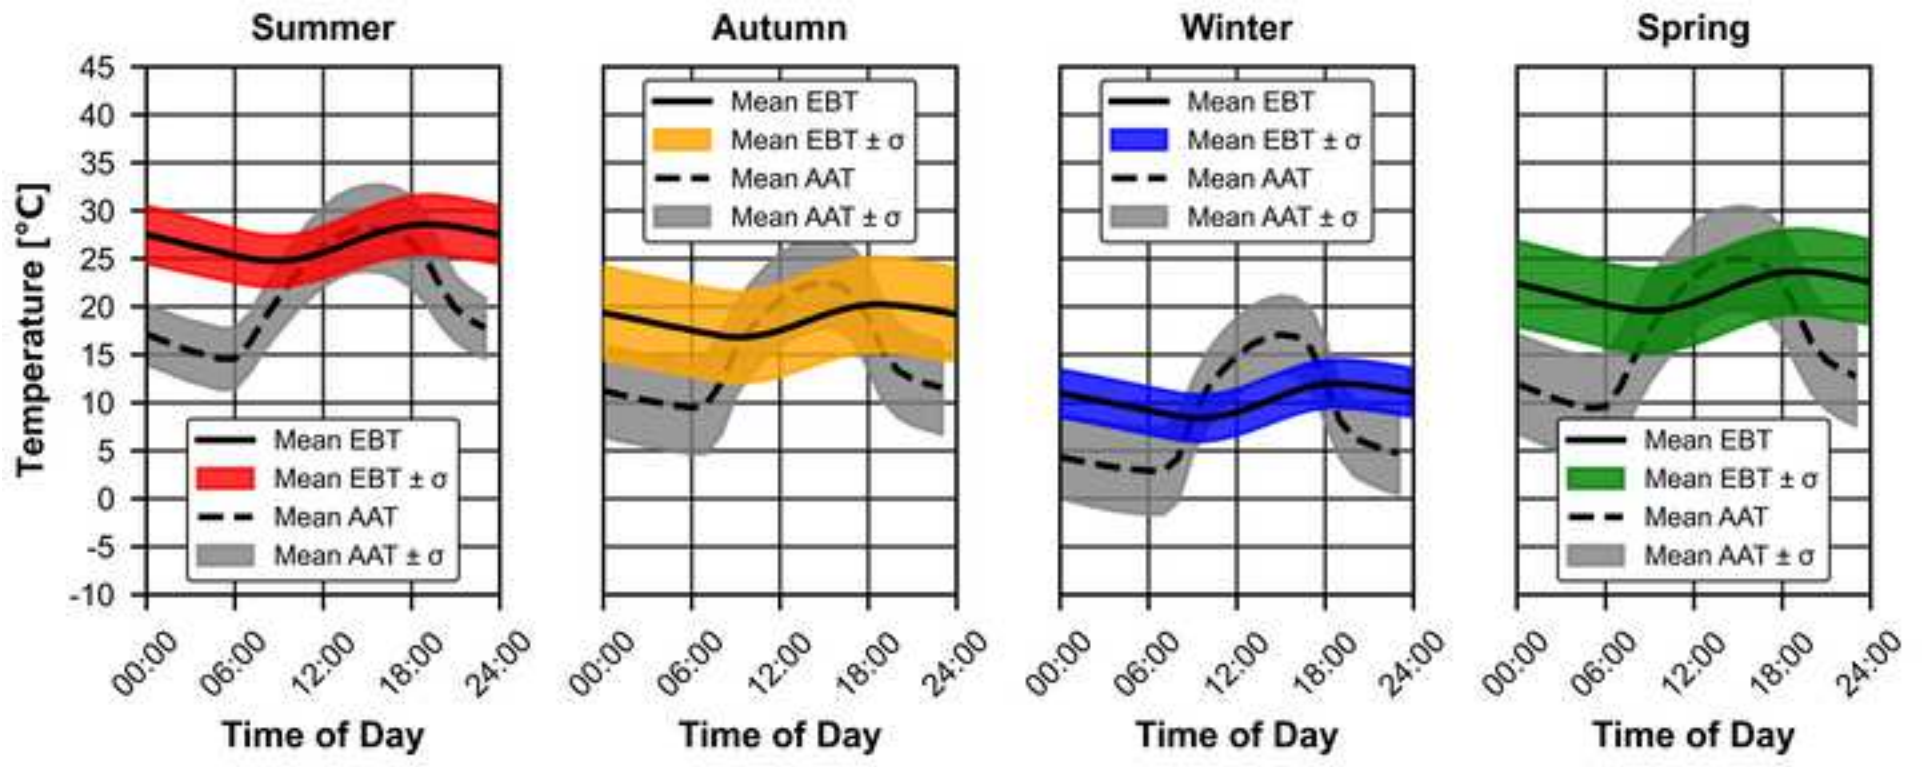 Summer
Autumn
Winter
Spring
Temperature [°C]
45
40
35
30
25
20
15
10
5
0
-5
-10
Mean EBT
Mean EBT ± σ
Mean AAT
Mean AAT ± σ
00:00
06:00
12:00
18:00
24:00
Time of Day
Mean EBT
Mean EBT ± σ
Mean AAT
Mean AAT ± σ
00:00
06:00
12:00
18:00
24:00
Time of Day
Mean EBT
Mean EBT ± σ
Mean AAT
Mean AAT ± σ
00:00
06:00
12:00
18:00
24:00
Time of Day
Mean EBT
Mean EBT ± σ
Mean AAT
Mean AAT ± σ
00:00
06:00
12:00
18:00
24:00
Time of Day